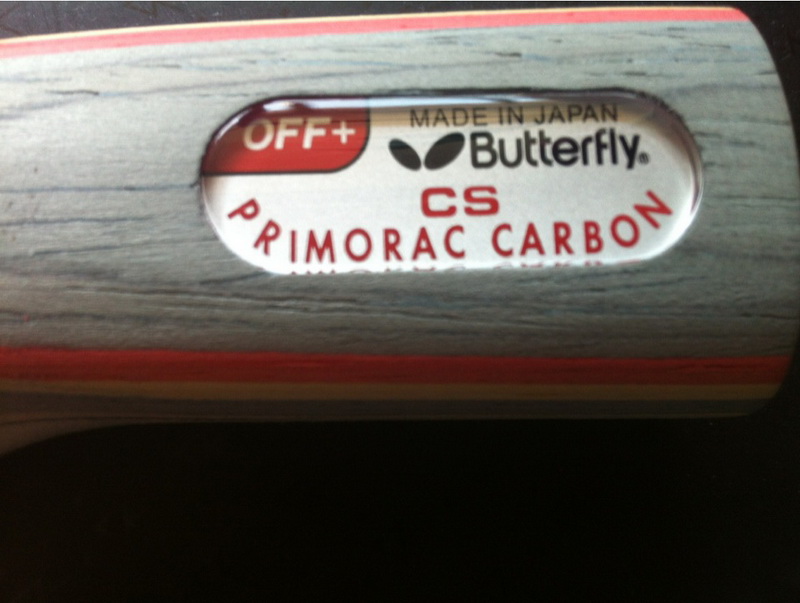 OFF+
MADE IN JAPAN
Butterfly®
CS
PRIMORAC CARBON